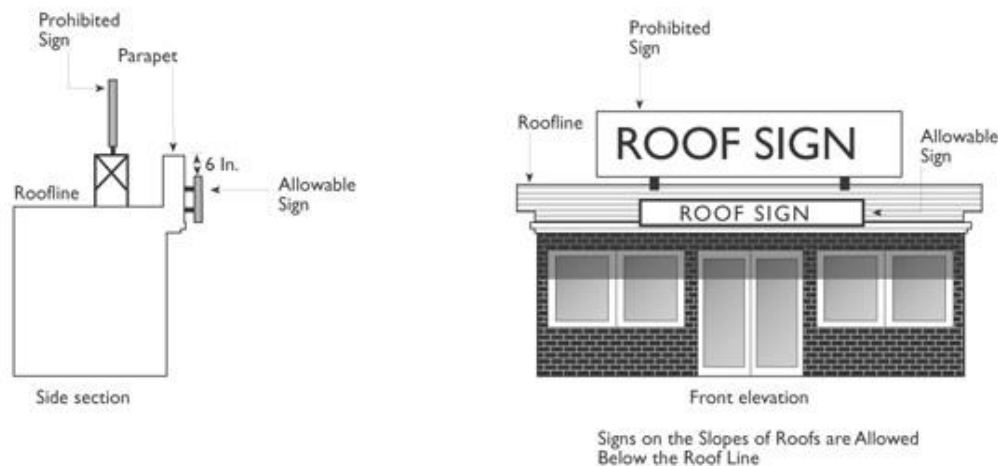 Prohibited
Sign
Parapet
6 In.
Roofline
Allowable
Sign
Side section
Prohibited
Sign
Roofline
ROOF SIGN
Allowable
Sign
ROOF SIGN
Front elevation
Signs on the Slopes of Roofs are Allowed
Below the Roof Line